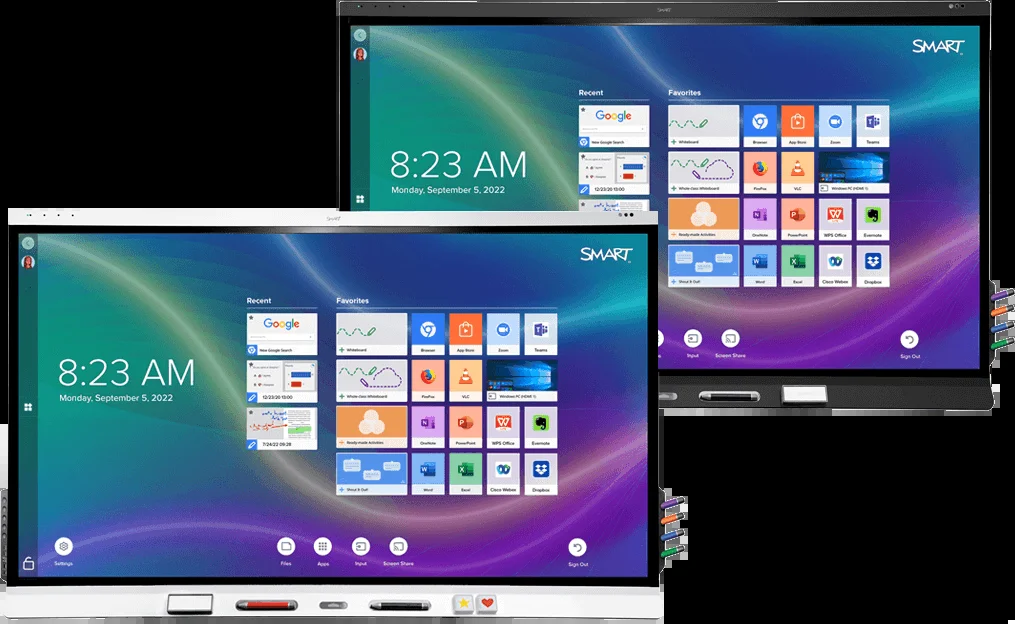 SMART
SMART
Recent
Favorites
Google
8:23 AM
Monday, September 5, 2022
New Google Search
Whiteboard
Browser
App Store
Zoom
Teams
12/23/20 13:00
Whole-class Whiteboard
FireFox
VLC
Windows PC (HDMI 1)
Ready-made Activities
OneNote
PowerPoint
WPS Office
Evernote
Shout It Out!
Word
Excel
Cisco Webex
Dropbox
Input
Screen Share
Sign Out
SMART
SMART
Recent
Favorites
Google
8:23 AM
Monday, September 5, 2022
New Google Search
Whiteboard
Browser
App Store
Zoom
Teams
12/23/20 13:00
Whole-class Whiteboard
FireFox
VLC
Windows PC (HDMI 1)
7/24/22 09:28
Ready-made Activities
OneNote
PowerPoint
WPS Office
Evernote
Shout It Out!
Word
Excel
Cisco Webex
Dropbox
Settings
Files
Apps
Input
Screen Share
Sign Out